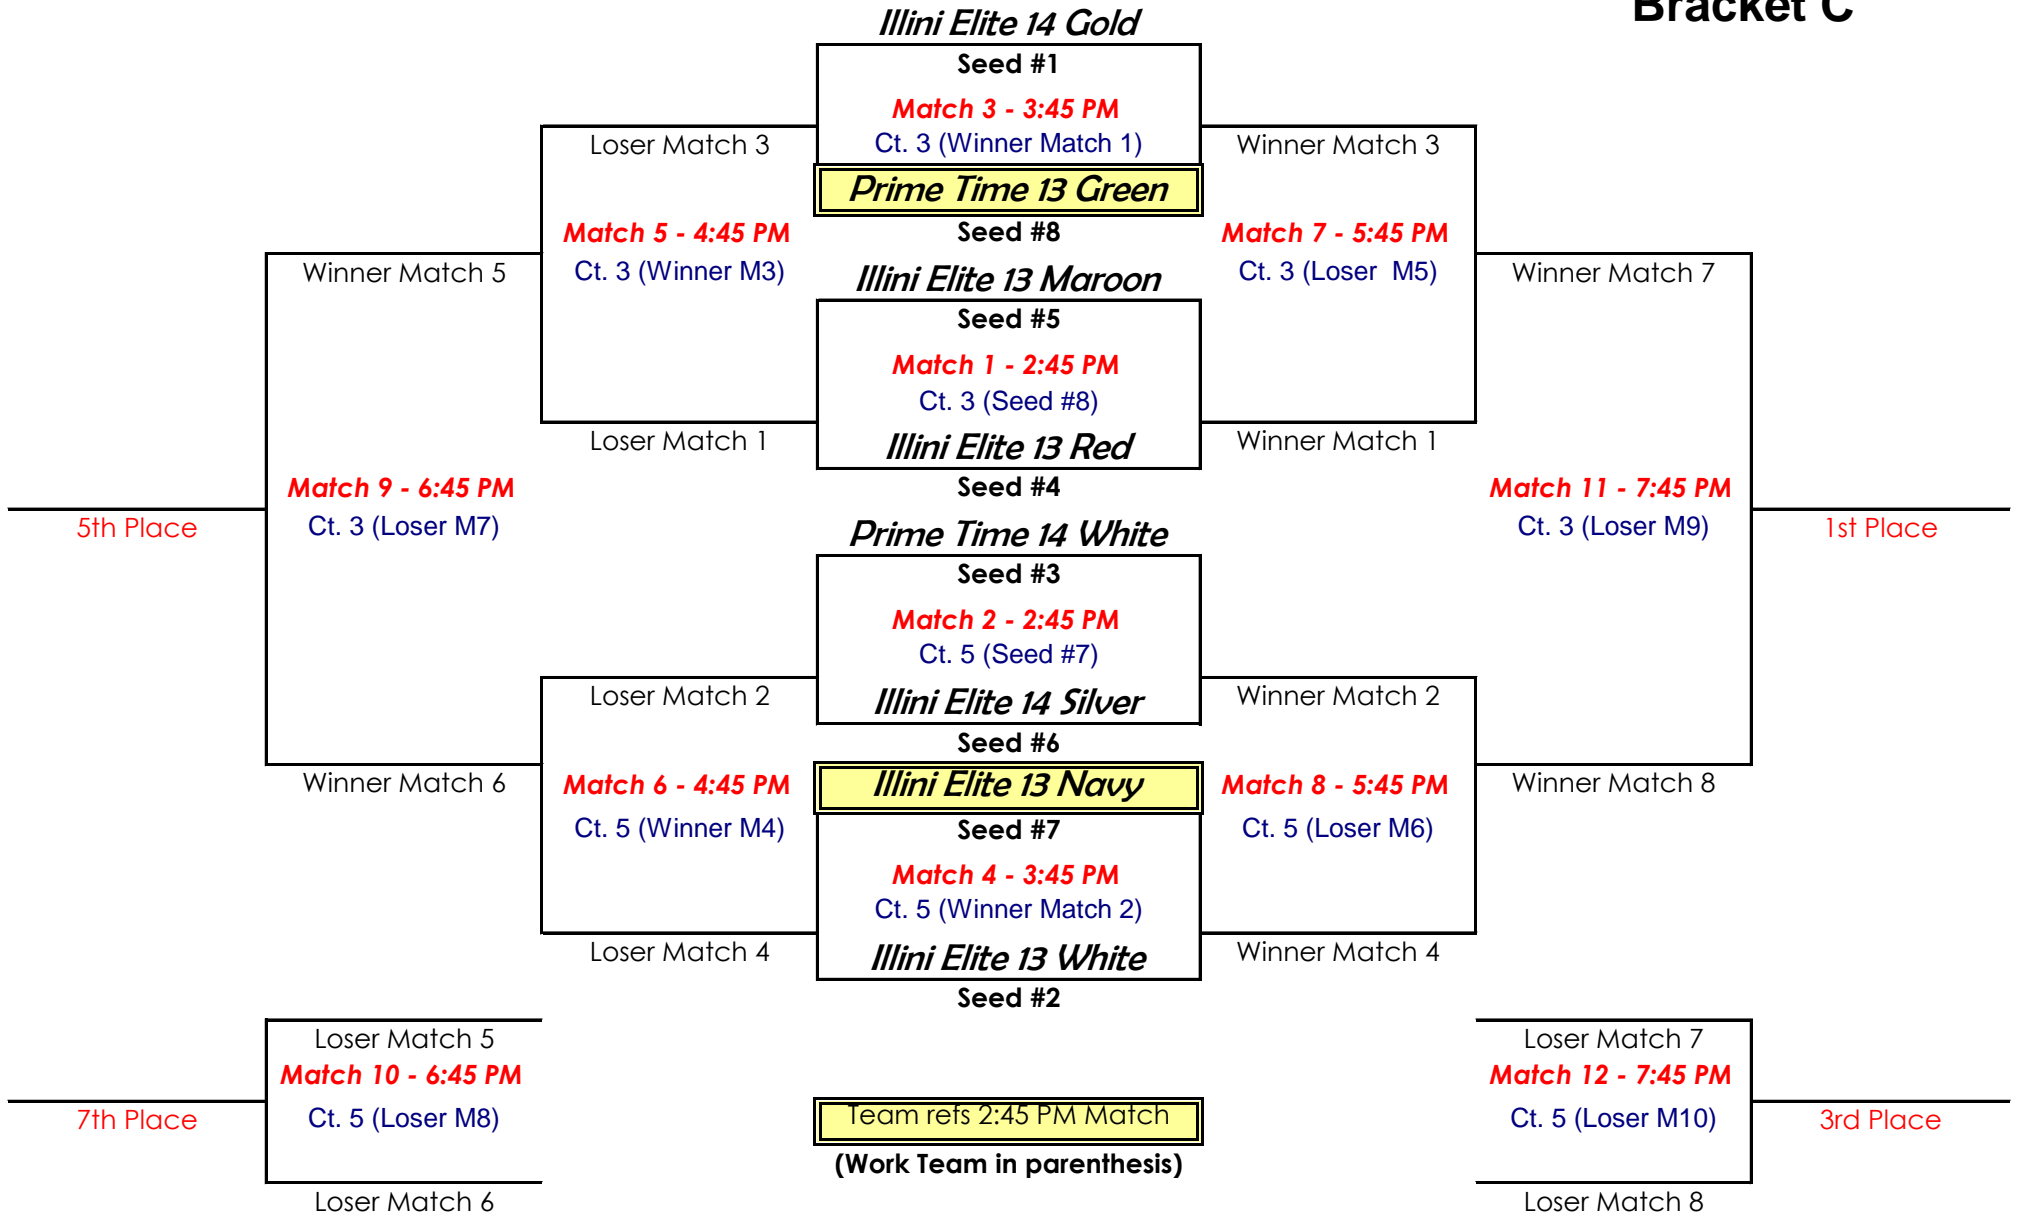 Bracket C
Illini Elite 14 Gold
Seed #1
Match 3 - 3:45 PM
Loser Match 3
Ct. 3 (Winner Match 1)
Winner Match 3
Prime Time 13 Green
Match 5 - 4:45 PM
Seed #8
Match 7 - 5:45 PM
Winner Match 5
Ct. 3 (Winner M3)
Illini Elite 13 Maroon
Ct. 3 (Loser  M5)
Winner Match 7
Seed #5
Match 1 - 2:45 PM
Ct. 3 (Seed #8)
Loser Match 1
Illini Elite 13 Red
Winner Match 1
Match 9 - 6:45 PM
Seed #4
Match 11 - 7:45 PM
5th Place
Ct. 3 (Loser M7)
Prime Time 14 White
Ct. 3 (Loser M9)
1st Place
Seed #3
Match 2 - 2:45 PM
Ct. 5 (Seed #7)
Loser Match 2
Illini Elite 14 Silver
Winner Match 2
Seed #6
Winner Match 6
Match 6 - 4:45 PM
Illini Elite 13 Navy
Match 8 - 5:45 PM
Winner Match 8
Ct. 5 (Winner M4)
Seed #7
Ct. 5 (Loser M6)
Match 4 - 3:45 PM
Ct. 5 (Winner Match 2)
Loser Match 4
Illini Elite 13 White
Winner Match 4
Seed #2
Loser Match 5
Loser Match 7
Match 10 - 6:45 PM
Match 12 - 7:45 PM
7th Place
Ct. 5 (Loser M8)
Team refs 2:45 PM Match
Ct. 5 (Loser M10)
3rd Place
(Work Team in parenthesis)
Loser Match 6
Loser Match 8